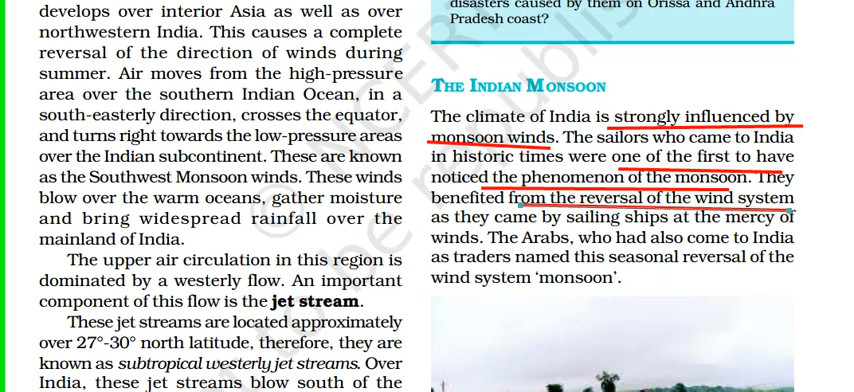 develops over interior Asia as well as over
northwestern India. This causes a complete
reversal of the direction of winds during
summer. Air moves from the high-pressure
area over the southern Indian Ocean, in a
south-easterly direction, crosses the equator,
and turns right towards the low-pressure areas
over the Indian subcontinent. These are known
as the Southwest Monsoon winds. These winds
blow over the warm oceans, gather moisture
and bring widespread rainfall over the
mainland of India.
The upper air circulation in this region is
dominated by a westerly flow. An important
component of this flow is the jet stream.
These jet streams are located approximately
over 27°-30° north latitude, therefore, they are
known as subtropical westerly jet streams. Over
India, these jet streams blow south of the
disasters caused by them on Orissa and Andhra
Pradesh coast?
THE INDIAN MONSOON
The climate of India is strongly influenced by
monsoon winds. The sailors who came to India
in historic times were one of the first to have
noticed the phenomenon of the monsoon. They
benefited from the reversal of the wind system
as they came by sailing ships at the mercy of
winds. The Arabs, who had also come to India
as traders named this seasonal reversal of the
wind system ‘monsoon’.